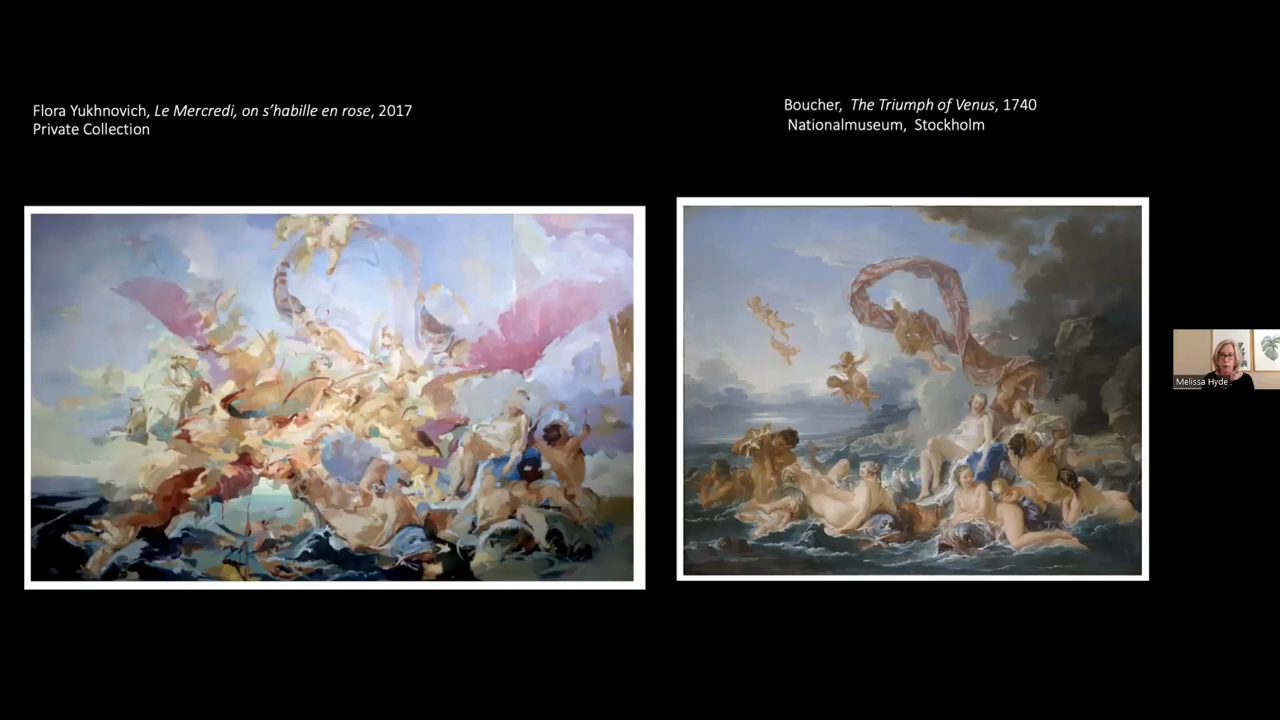 Flora Yukhnovich, Le Mercredi, on s’habille en rose, 2017
Private Collection
Boucher, The Triumph of Venus, 1740
Nationalmuseum, Stockholm
Melissa Hyde